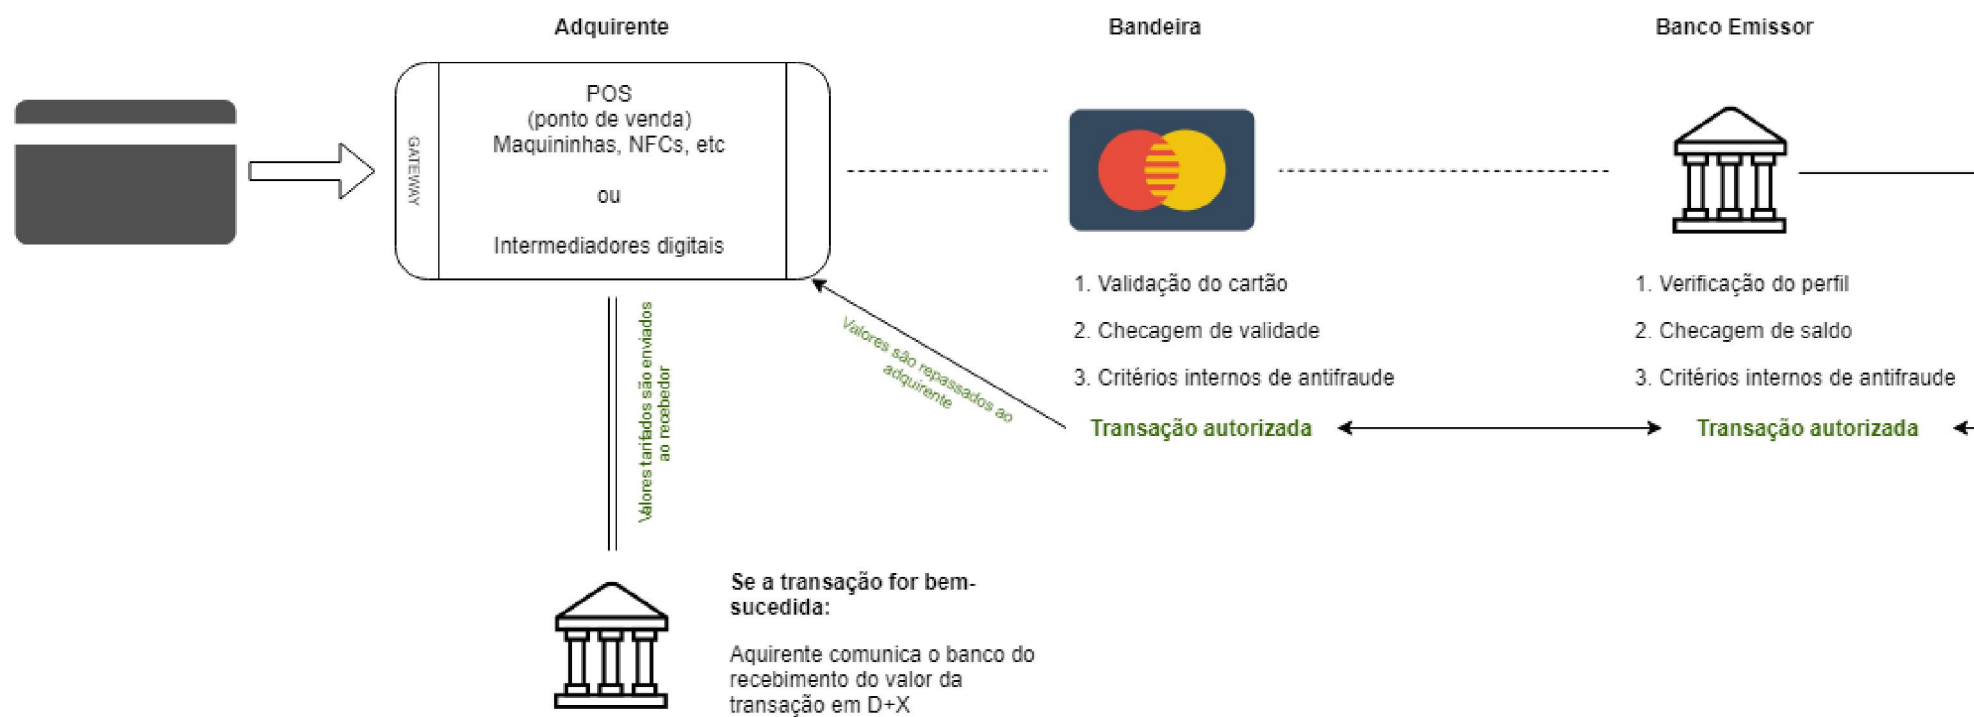 Adquirente
Bandeira
Banco Emissor
GATEWAY
POS
(ponto de venda)
Maquininhas, NFCs, etc
ou
Intermediadores digitais
1. Validação do cartão
2. Checagem de validade
3. Critérios internos de antifraude
Transação autorizada
1. Verificação do perfil
2. Checagem de saldo
3. Critérios internos de antifraude
Transação autorizada
Valores são repassados ao
adquirente
Valores tarifados são enviados
ao recebedor
Se a transação for bem-
sucedida:
Aquirente comunica o banco do
recebimento do valor da
transação em D+X